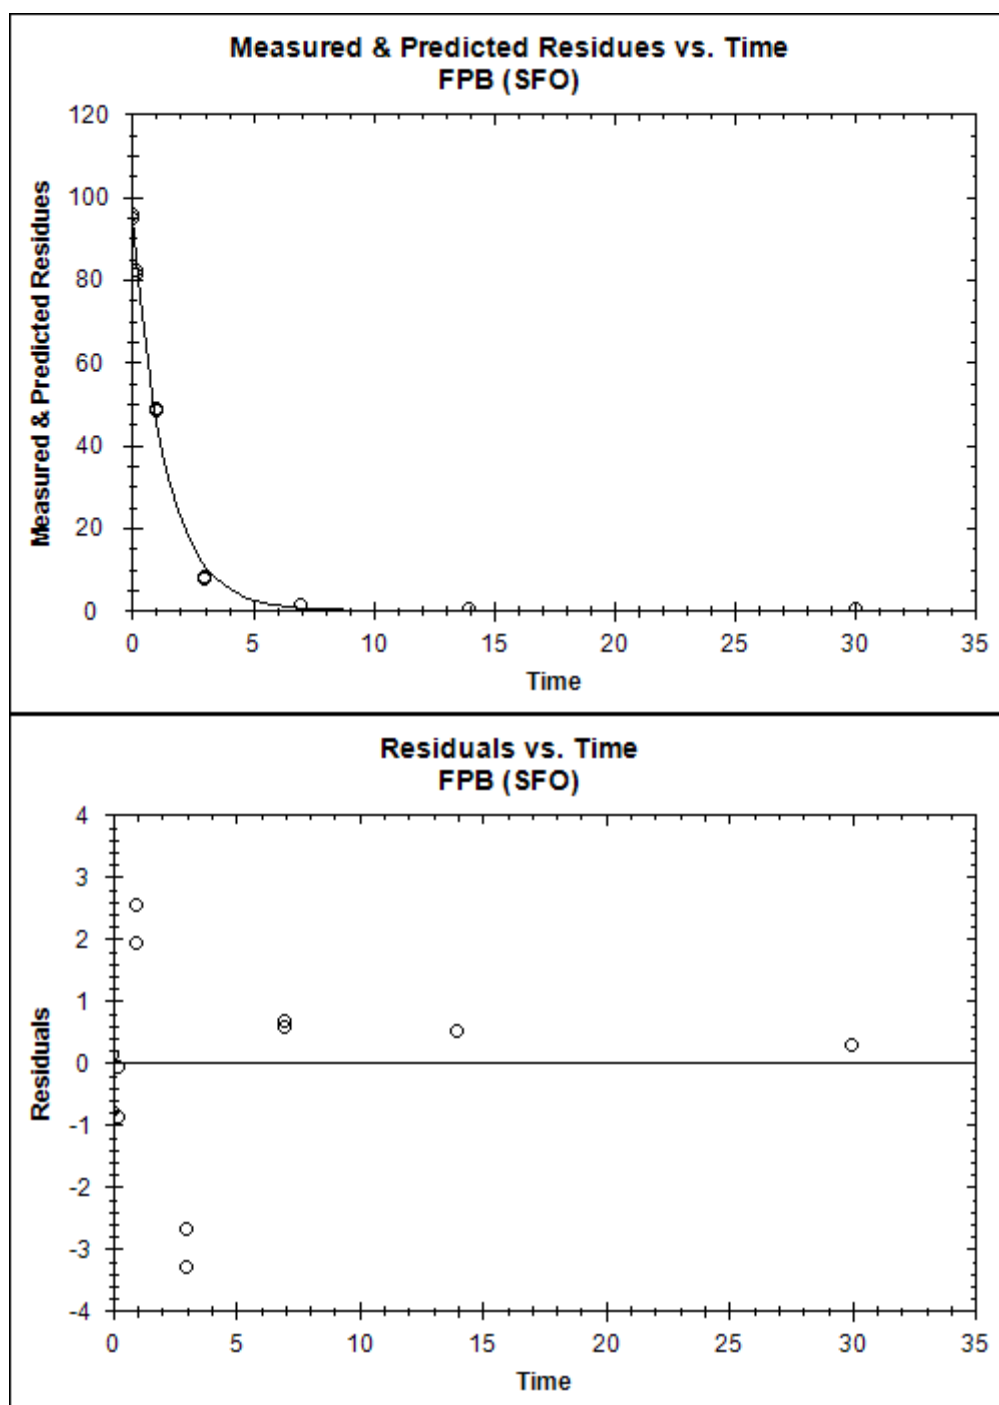 Measured & Predicted Residues vs. Time
FPB (SFO)
Measured & Predicted Residues
120
100
80
60
40
20
0
0 5 10 15 20 25 30 35
Time
Residuals vs. Time
FPB (SFO)
Residuals
4
3
2
1
0
-1
-2
-3
-4
0 5 10 15 20 25 30 35
Time